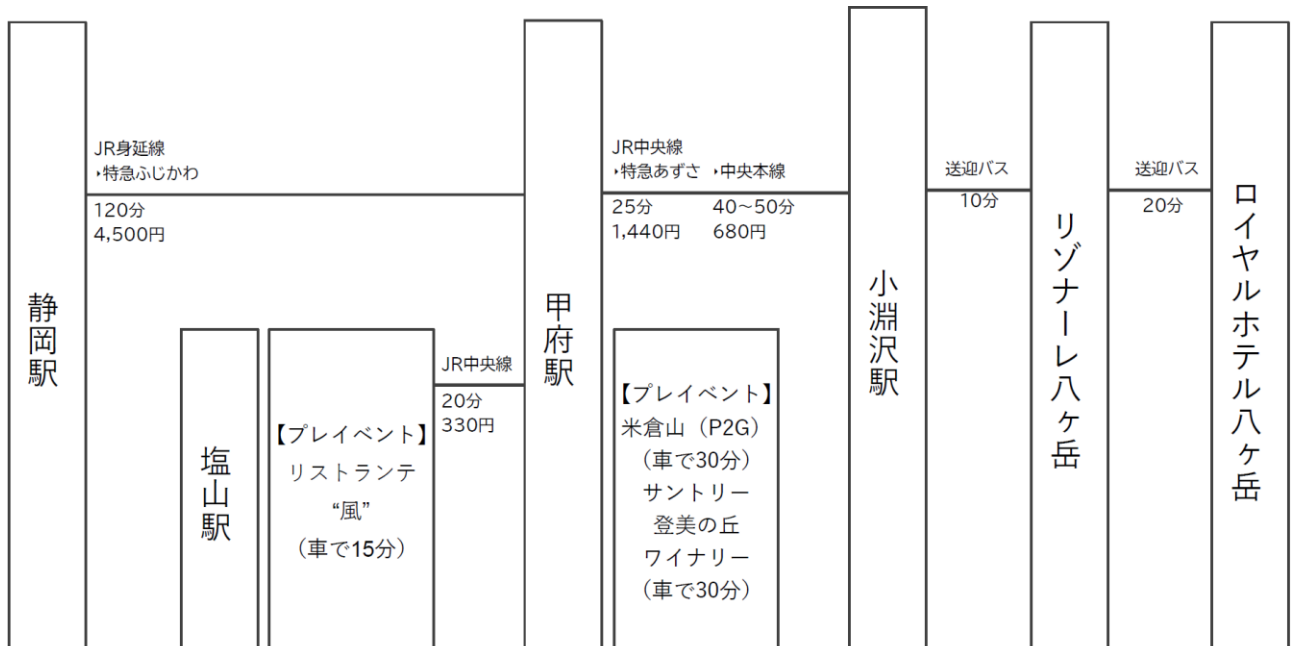 静岡駅
JR身延線
▸特急ふじかわ
120分
4,500円
塩山駅
【プレイベント】
リストランテ
“風”
（車で15分）
JR中央線
20分
330円
甲府駅
JR中央線
▸特急あずさ ▸中央本線
25分 40～50分
1,440円 680円
【プレイベント】
米倉山（P2G）
（車で30分）
サントリー
登美の丘
ワイナリー
（車で30分）
小淵沢駅
送迎バス
10分
リゾナーレ八ヶ岳
送迎バス
20分
ロイヤルホテル八ヶ岳